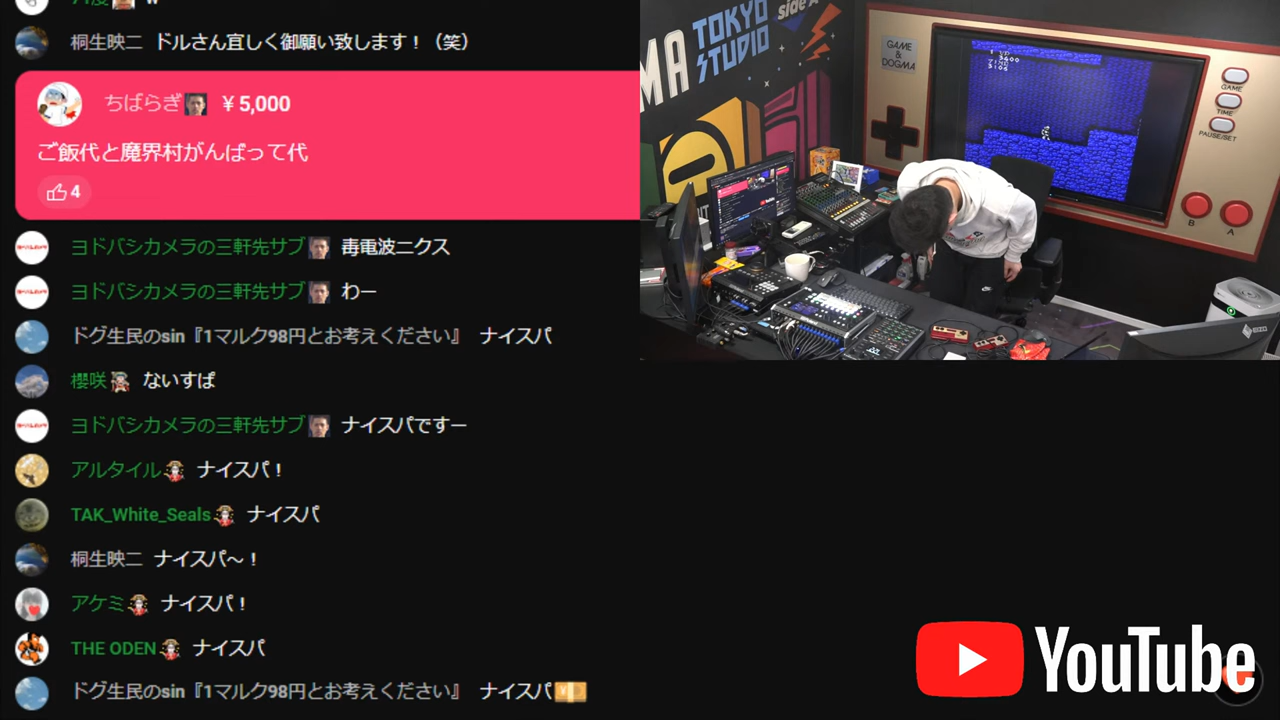 桐生映二 ドルさん宜しく御願い致します！（笑）
ちばらぎ ￥5,000
ご飯代と魔界村がんばって代
4
ヨドバシカメラの三軒先サブ 毒電波ニクス
ヨドバシカメラの三軒先サブ わー
ドグ生民のsin『1マルク98円とお考えください』 ナイスパ
櫻咲 ないすぱ
ヨドバシカメラの三軒先サブ ナイスパですー
アルタイル ナイスパ！
TAK_White_Seals ナイスパ
桐生映二 ナイスパ～！
アケミ ナイスパ！
THE ODEN ナイスパ
ドグ生民のsin『1マルク98円とお考えください』 ナイスパ
MA
TOKYO
STUDIO
side A
GAME
&
DOGMA
GAME
TIME
PAUSE/SET
B
A
YouTube